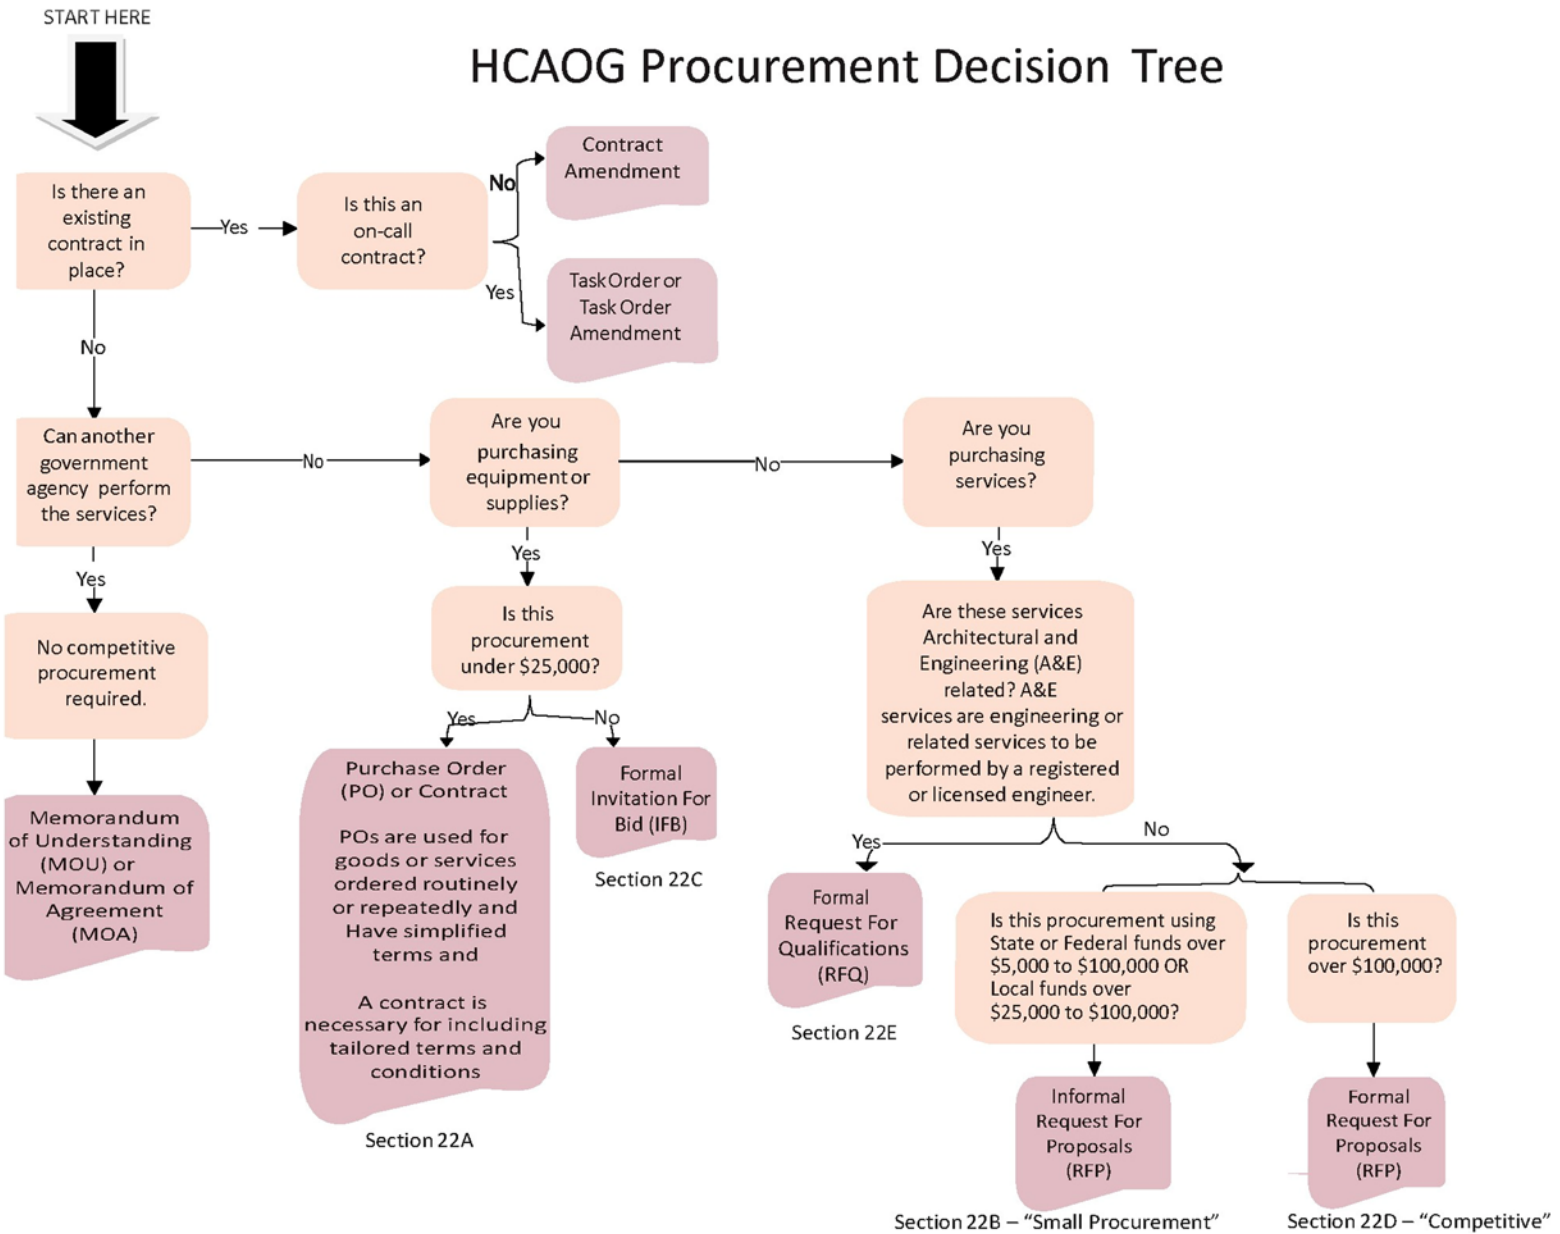 START HERE
HCAOG Procurement Decision Tree
Is there an
existing
contract in
place?
Yes
Is this an
on-call
contract?
No
Contract
Amendment
Yes
Task Order or
Task Order
Amendment
No
Can another
government
agency perform
the services?
No
Are you
purchasing
equipment or
supplies?
No
Are you
purchasing
services?
Yes
No competitive
procurement
required.
Memorandum
of Understanding
(MOU) or
Memorandum of
Agreement
(MOA)
Yes
Is this
procurement
under $25,000?
Yes
No
Purchase Order
(PO) or Contract
POs are used for
goods or services
ordered routinely
or repeatedly and
Have simplified
terms and
A contract is
necessary for including
tailored terms and
conditions
Section 22A
Formal
Invitation For
Bid (IFB)
Section 22C
Yes
Are these services
Architectural and
Engineering (A&E)
related? A&E
services are engineering or
related services to be
performed by a registered
or licensed engineer.
Yes
No
Formal
Request For
Qualifications
(RFQ)
Section 22E
Is this procurement using
State or Federal funds over
$5,000 to $100,000 OR
Local funds over
$25,000 to $100,000?
Informal
Request For
Proposals
(RFP)
Section 22B – “Small Procurement”
Is this
procurement
over $100,000?
Formal
Request For
Proposals
(RFP)
Section 22D – “Competitive”